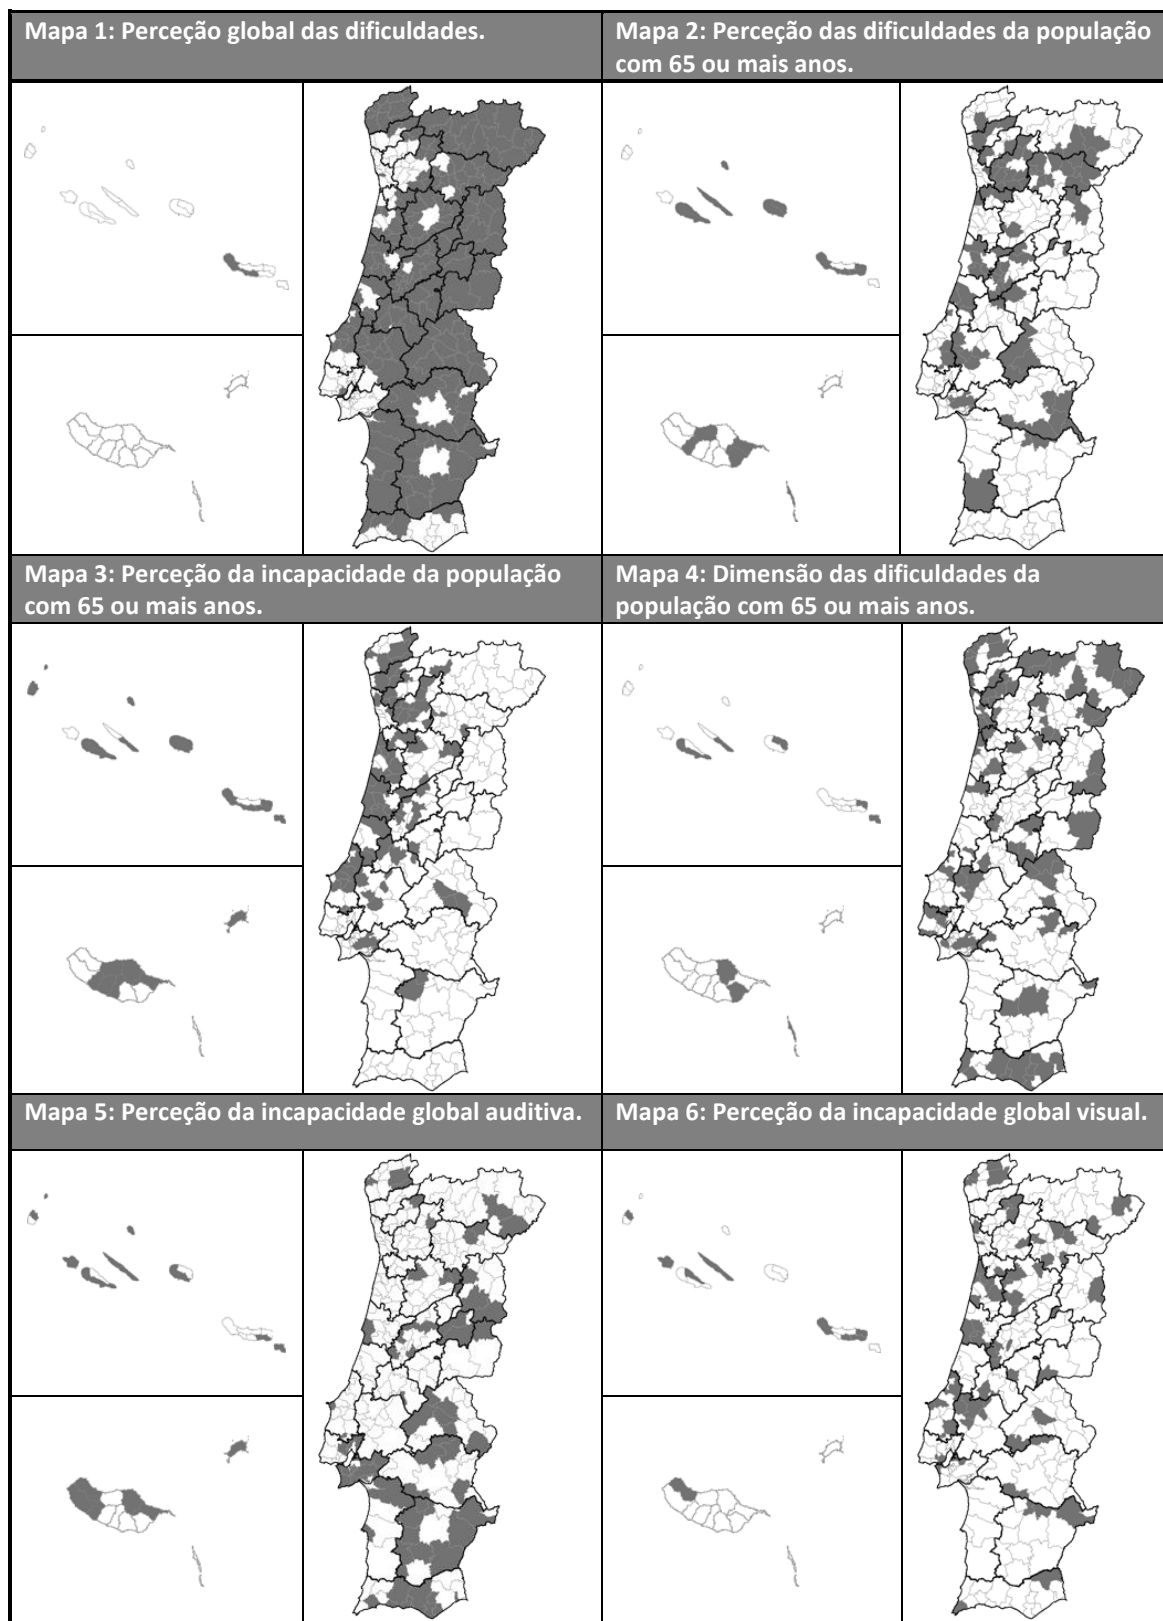 Mapa 1: Perceção global das dificuldades.
Mapa 2: Perceção das dificuldades da população
com 65 ou mais anos.
Mapa 3: Perceção da incapacidade da população
com 65 ou mais anos.
Mapa 4: Dimensão das dificuldades da
população com 65 ou mais anos.
Mapa 5: Perceção da incapacidade global auditiva.
Mapa 6: Perceção da incapacidade global visual.